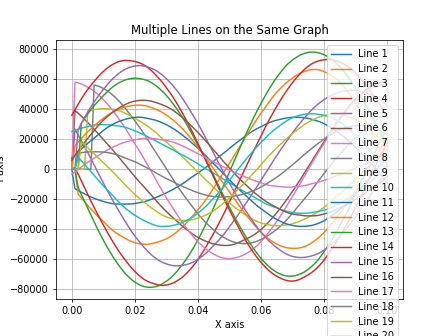 Multiple Lines on the Same Graph
80000
60000
40000
20000
0
−20000
−40000
−60000
−80000
0.00
0.02
0.04
0.06
X axis
Line 1
Line 2
Line 3
Line 4
Line 5
Line 6
Line 7
Line 8
Line 9
Line 10
Line 11
Line 12
Line 13
Line 14
Line 15
Line 16
Line 17
Line 18
Line 19